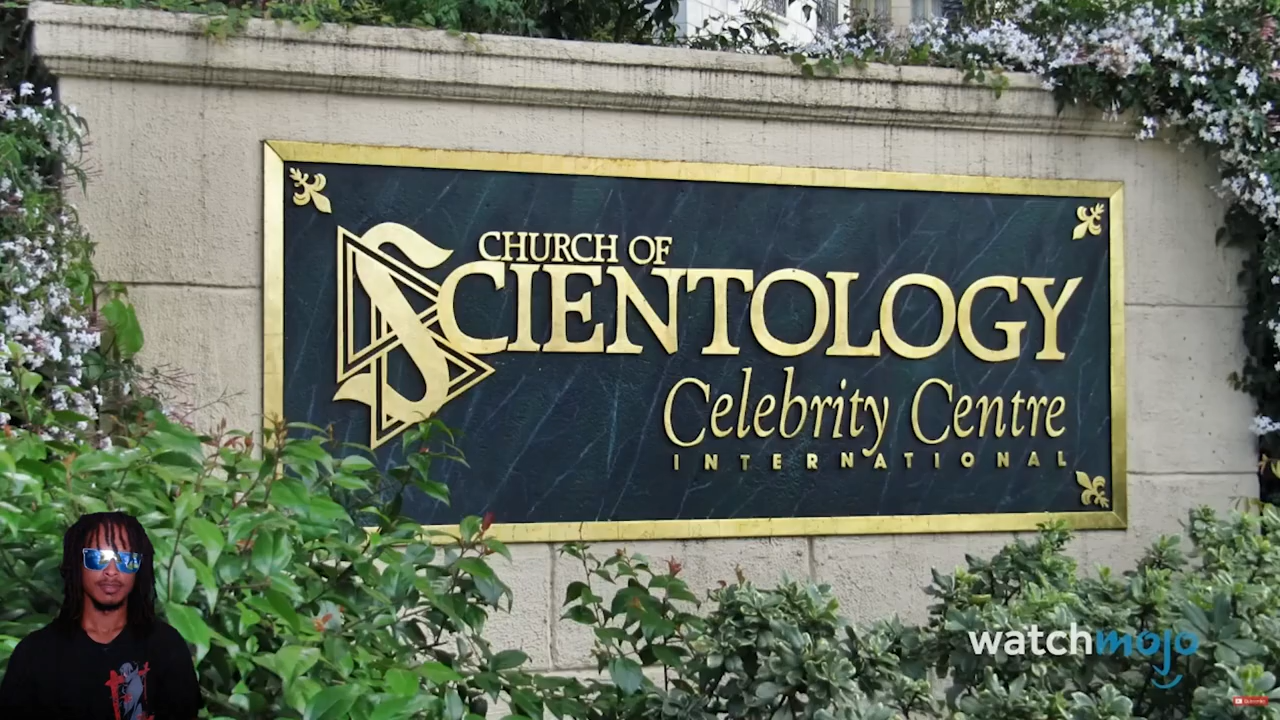 CHURCH OF
SCIENTOLOGY
Celebrity Centre
INTERNATIONAL
watchmojo